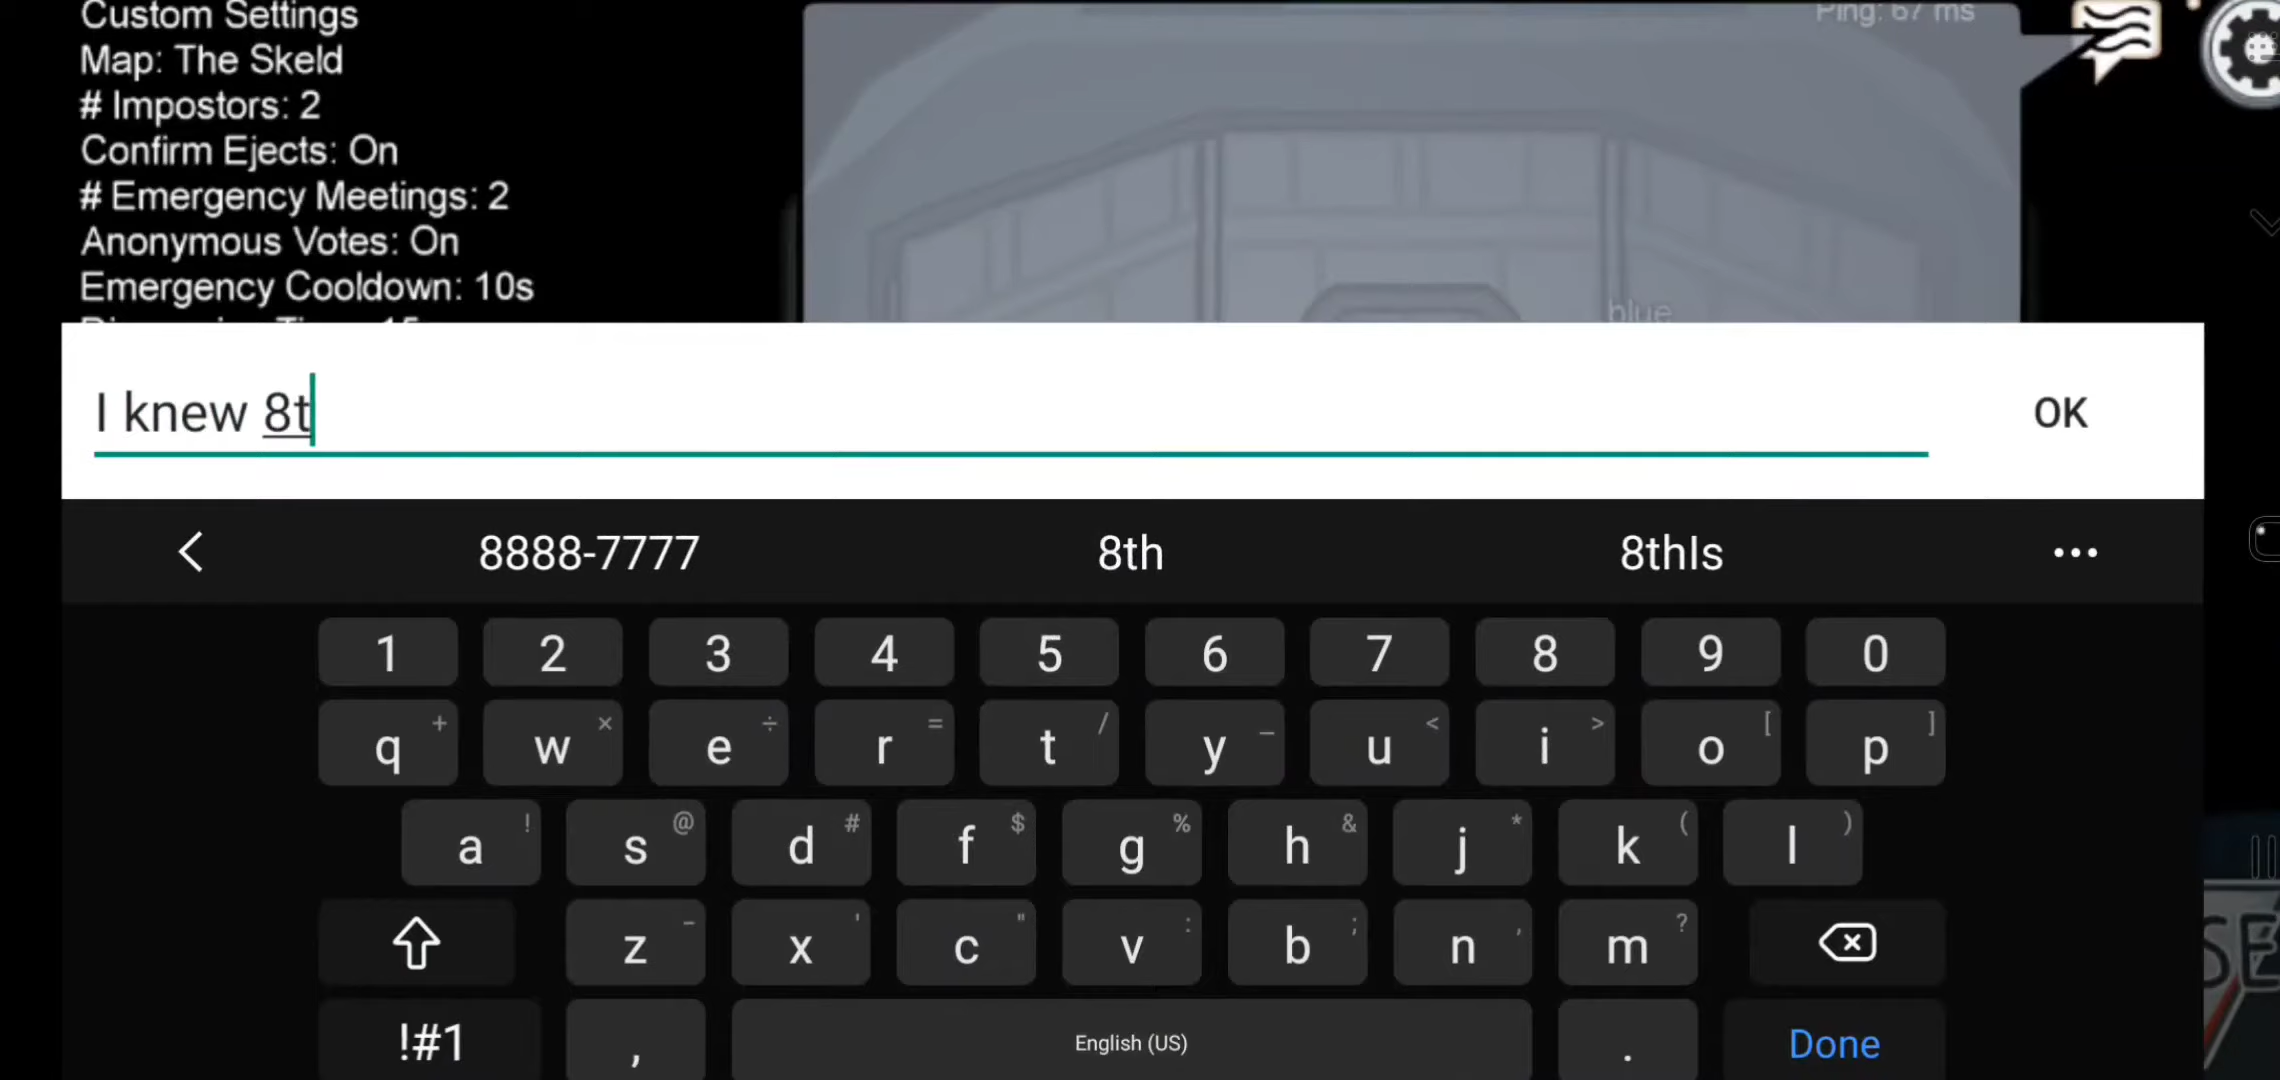 Custom Settings
Ping: 67 ms
Map: The Skeld
# Impostors: 2
Confirm Ejects: On
# Emergency Meetings: 2
Anonymous Votes: On
Emergency Cooldown: 10s
blue
I knew 8t
OK
8888-7777 8th 8thIs
1 2 3 4 5 6 7 8 9 0
q + w × e ÷ r = t / y _ u < i > o [ p ]
a ! s @ d # f $ g % h & j * k ( l )
z - x ' c " v : b ; n , m ?
!#1 , English (US) . Done